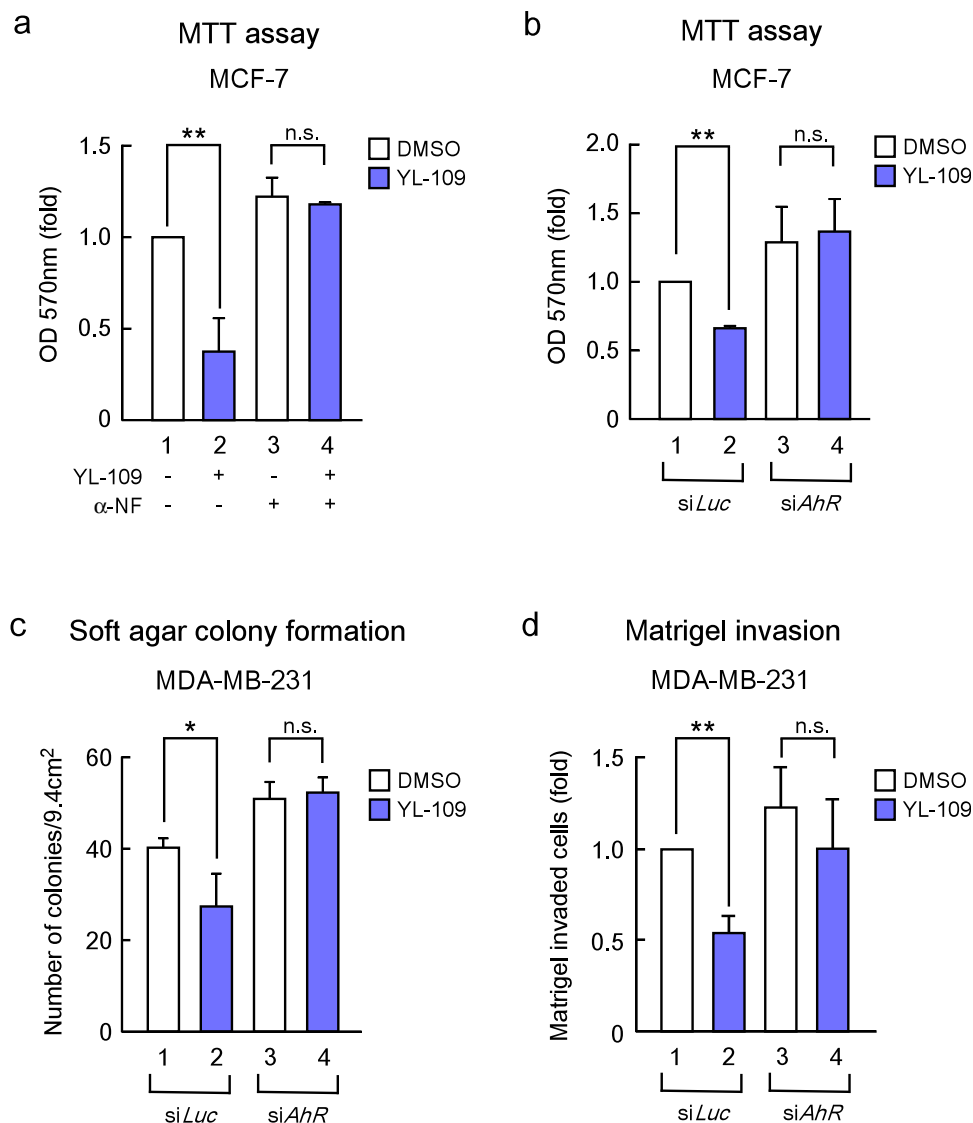 a
MTT assay
MCF-7
OD 570nm (fold)
1.5
1.0
0.5
0
**
n.s.
DMSO
YL-109
1 2 3 4
YL-109 - + - +
α-NF - - + +
b
MTT assay
MCF-7
OD 570nm (fold)
2.0
1.5
1.0
0.5
0
**
n.s.
DMSO
YL-109
1 2 3 4
siLuc siAhR
c
Soft agar colony formation
MDA-MB-231
Number of colonies/9.4cm²
60
40
20
0
*
n.s.
DMSO
YL-109
1 2 3 4
siLuc siAhR
d
Matrigel invasion
MDA-MB-231
Matrigel invaded cells (fold)
1.5
1.0
0.5
0
**
n.s.
DMSO
YL-109
1 2 3 4
siLuc siAhR